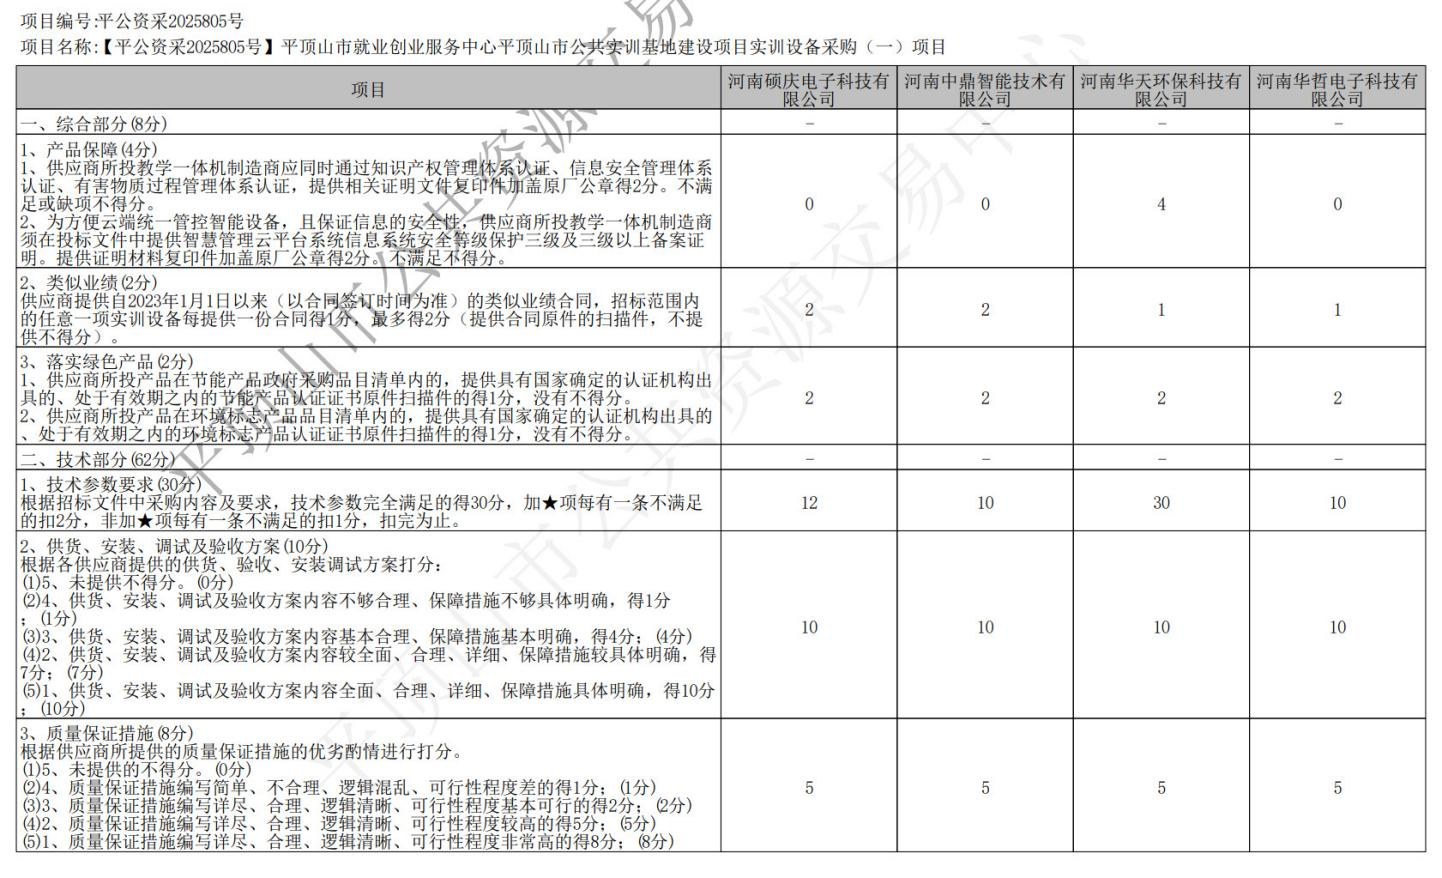 项目编号:平公资采2025805号
项目名称:【平公资采2025805号】平顶山市就业创业服务中心平顶山市公共实训基地建设项目实训设备采购（一）项目
项目
河南硕庆电子科技有
限公司
河南中鼎智能技术有
限公司
河南华天环保科技有
限公司
河南华哲电子科技有
限公司
一、综合部分(8分)
－ － － －
1、产品保障(4分)
1、供应商所投教学一体机制造商应同时通过知识产权管理体系认证、信息安全管理体系
认证、有害物质过程管理体系认证，提供相关证明文件复印件加盖原厂公章得2分。不满
足或缺项不得分。
2、为方便云端统一管控智能设备，且保证信息的安全性，供应商所投教学一体机制造商
须在投标文件中提供智慧管理云平台系统信息系统安全等级保护三级及三级以上备案证
明。提供证明材料复印件加盖原厂公章得2分。不满足不得分。
0 0 4 0
2、类似业绩(2分)
供应商提供自2023年1月1日以来（以合同签订时间为准）的类似业绩合同，招标范围内
的任意一项实训设备每提供一份合同得1分，最多得2分（提供合同原件的扫描件，不提
供不得分）。
2 2 1 1
3、落实绿色产品(2分)
1、供应商所投产品在节能产品政府采购品目清单内的，提供具有国家确定的认证机构出
具的、处于有效期之内的节能产品认证证书原件扫描件的得1分，没有不得分。
2、供应商所投产品在环境标志产品品目清单内的，提供具有国家确定的认证机构出具的
、处于有效期之内的环境标志产品认证证书原件扫描件的得1分，没有不得分。
2 2 2 2
二、技术部分(62分)
－ － － －
1、技术参数要求(30分)
根据招标文件中采购内容及要求，技术参数完全满足的得30分，加★项每有一条不满足
的扣2分，非加★项每有一条不满足的扣1分，扣完为止。
12 10 30 10
2、供货、安装、调试及验收方案(10分)
根据各供应商提供的供货、验收、安装调试方案打分：
(1)5、未提供不得分。(0分)
(2)4、供货、安装、调试及验收方案内容不够合理、保障措施不够具体明确，得1分
；(1分)
(3)3、供货、安装、调试及验收方案内容基本合理、保障措施基本明确，得4分；(4分)
(4)2、供货、安装、调试及验收方案内容较全面、合理、详细、保障措施较具体明确，得
7分；(7分)
(5)1、供货、安装、调试及验收方案内容全面、合理、详细、保障措施具体明确，得10分
；(10分)
10 10 10 10
3、质量保证措施(8分)
根据供应商所提供的质量保证措施的优劣酌情进行打分。
(1)5、未提供的不得分。(0分)
(2)4、质量保证措施编写简单、不合理、逻辑混乱、可行性程度差的得1分；(1分)
(3)3、质量保证措施编写详尽、合理、逻辑清晰、可行性程度基本可行的得2分；(2分)
(4)2、质量保证措施编写详尽、合理、逻辑清晰、可行性程度较高的得5分；(5分)
(5)1、质量保证措施编写详尽、合理、逻辑清晰、可行性程度非常高的得8分；(8分)
5 5 5 5
平顶山市公共资源交易
平顶山市公共资源交易中心